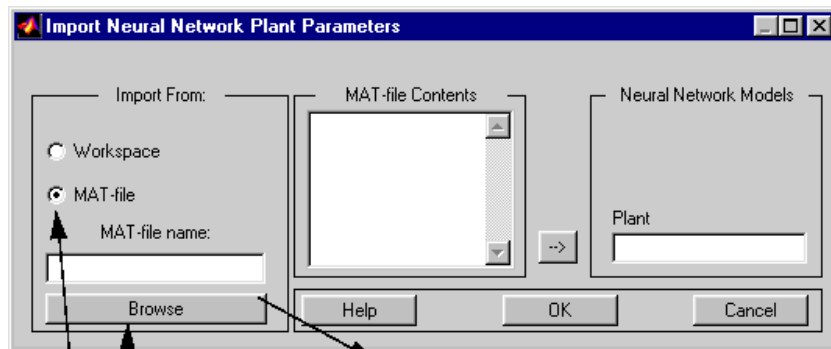 Import Neural Network Plant Parameters
Import From:
Workspace
MAT-file
MAT-file name:
Browse
MAT-file Contents
-->
Neural Network Models
Plant
Help
OK
Cancel